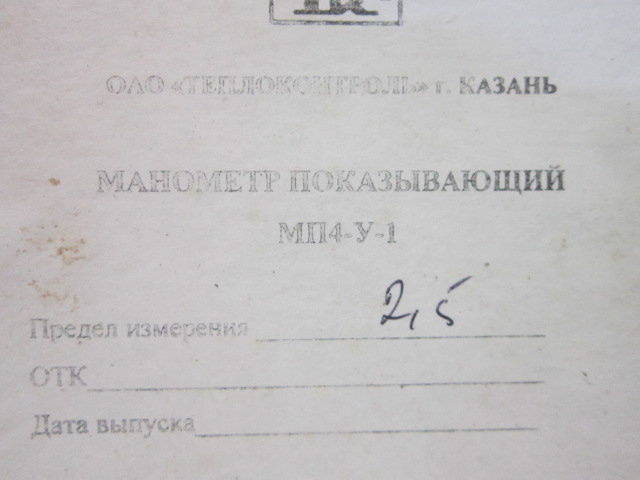 ОАО «ТЕПЛОКОНТРОЛЬ» г. КАЗАНЬ
МАНОМЕТР ПОКАЗЫВАЮЩИЙ
МП4-У-1
Предел измерения 2,5
ОТК
Дата выпуска